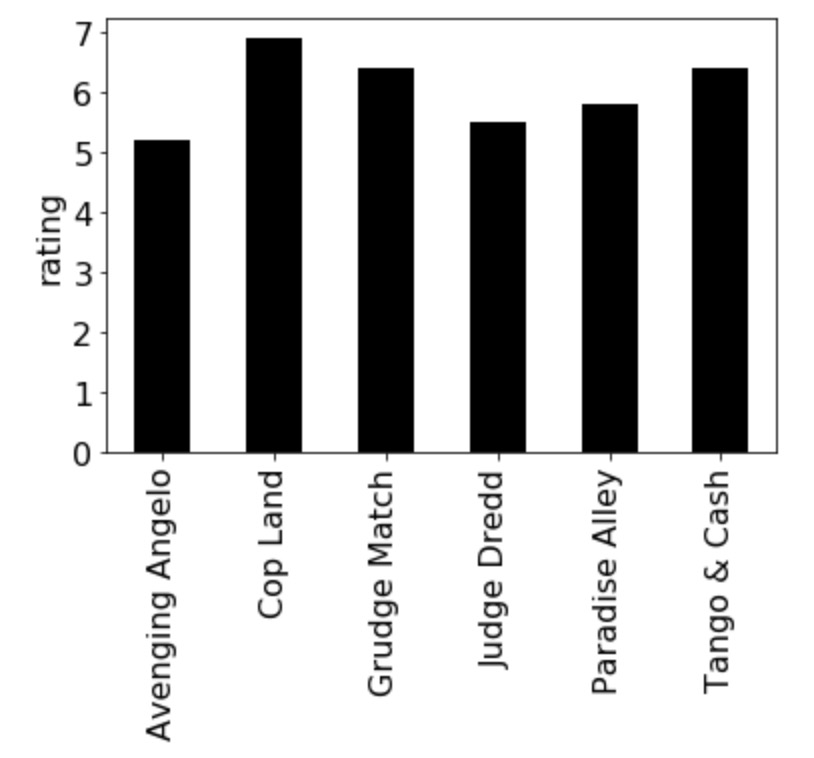 7
6
5
4
3
2
1
0
rating
Avenging Angelo
Cop Land
Grudge Match
Judge Dredd
Paradise Alley
Tango & Cash